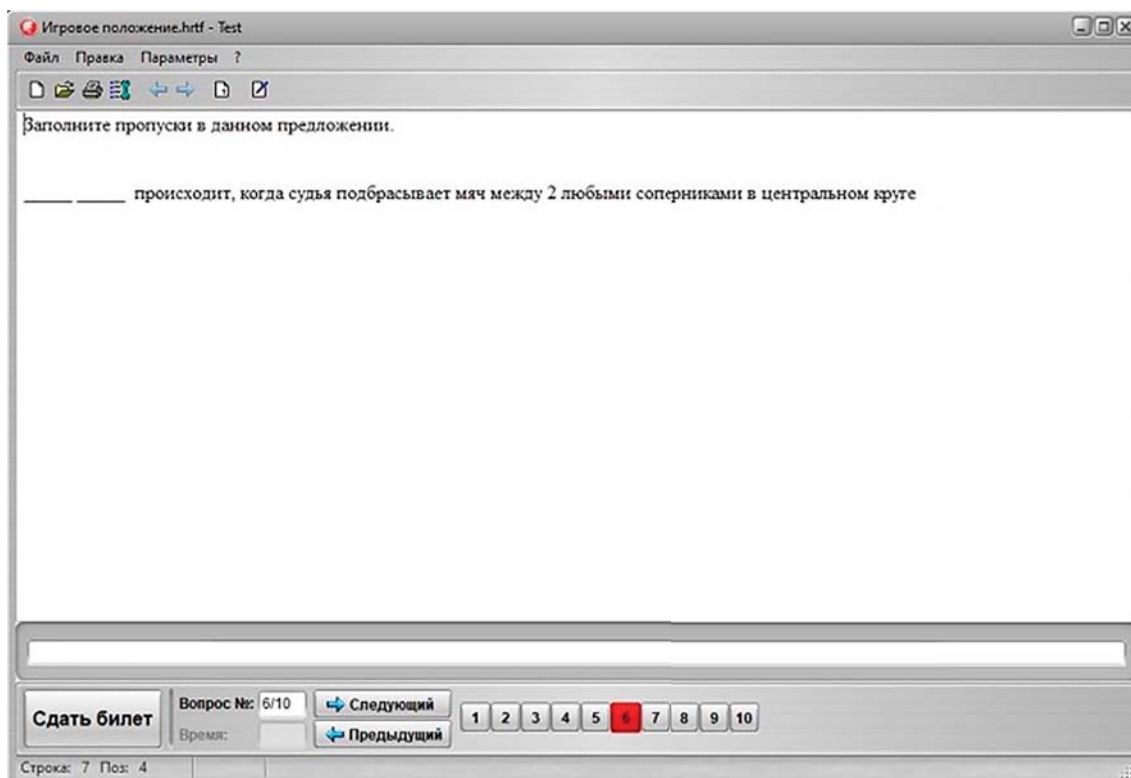 Игровое положение.hrtf - Test
Файл Правка Параметры ?
Заполните пропуски в данном предложении.
_____ _____ происходит, когда судья подбрасывает мяч между 2 любыми соперниками в центральном круге
Сдать билет
Вопрос №: 6/10
Время:
Следующий
Предыдущий
1 2 3 4 5 6 7 8 9 10
Строка: 7 Поз: 4